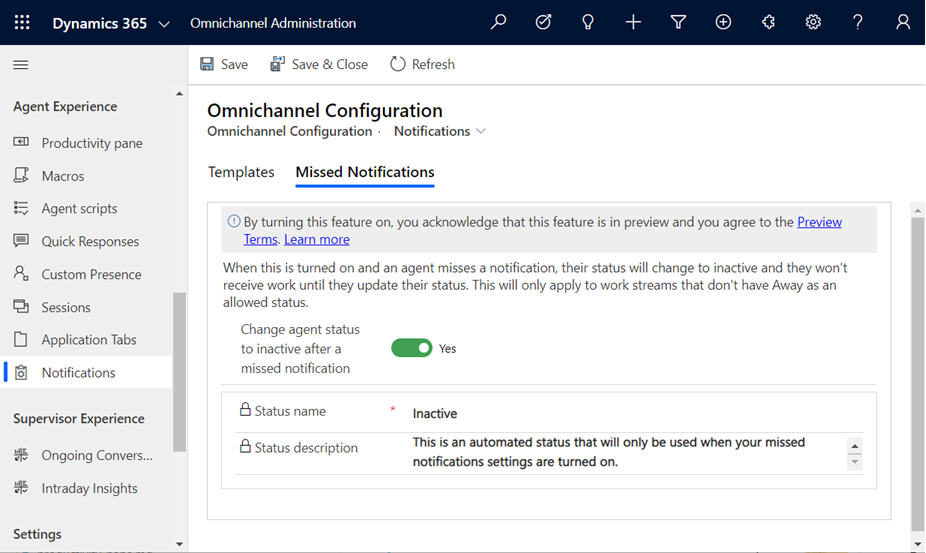 Dynamics 365 Omnichannel Administration
Save Save & Close Refresh
Agent Experience
Productivity pane
Macros
Agent scripts
Quick Responses
Custom Presence
Sessions
Application Tabs
Notifications
Supervisor Experience
Ongoing Convers...
Intraday Insights
Settings
Omnichannel Configuration
Omnichannel Configuration · Notifications
Templates Missed Notifications
By turning this feature on, you acknowledge that this feature is in preview and you agree to the Preview
Terms. Learn more
When this is turned on and an agent misses a notification, their status will change to inactive and they won't
receive work until they update their status. This will only apply to work streams that don't have Away as an
allowed status.
Change agent status
to inactive after a
missed notification
Yes
Status name * Inactive
Status description
This is an automated status that will only be used when your missed
notifications settings are turned on.